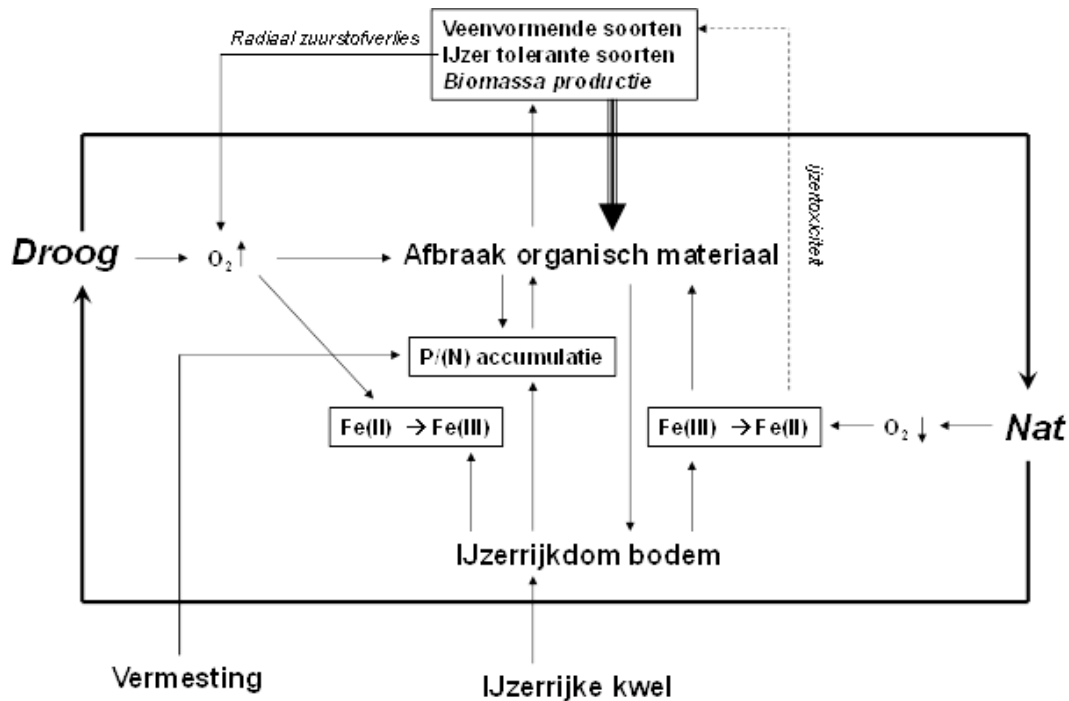 Veenvormende soorten
IJzer tolerante soorten
Biomassa productie
Radiaal zuurstofverlies
ijzertoxiciteit
Droog
O₂
Afbraak organisch materiaal
P/(N) accumulatie
Fe(II) → Fe(III)
Fe(III) → Fe(II)
O₂
Nat
IJzerrijkdom bodem
Vermesting
IJzerrijke kwel